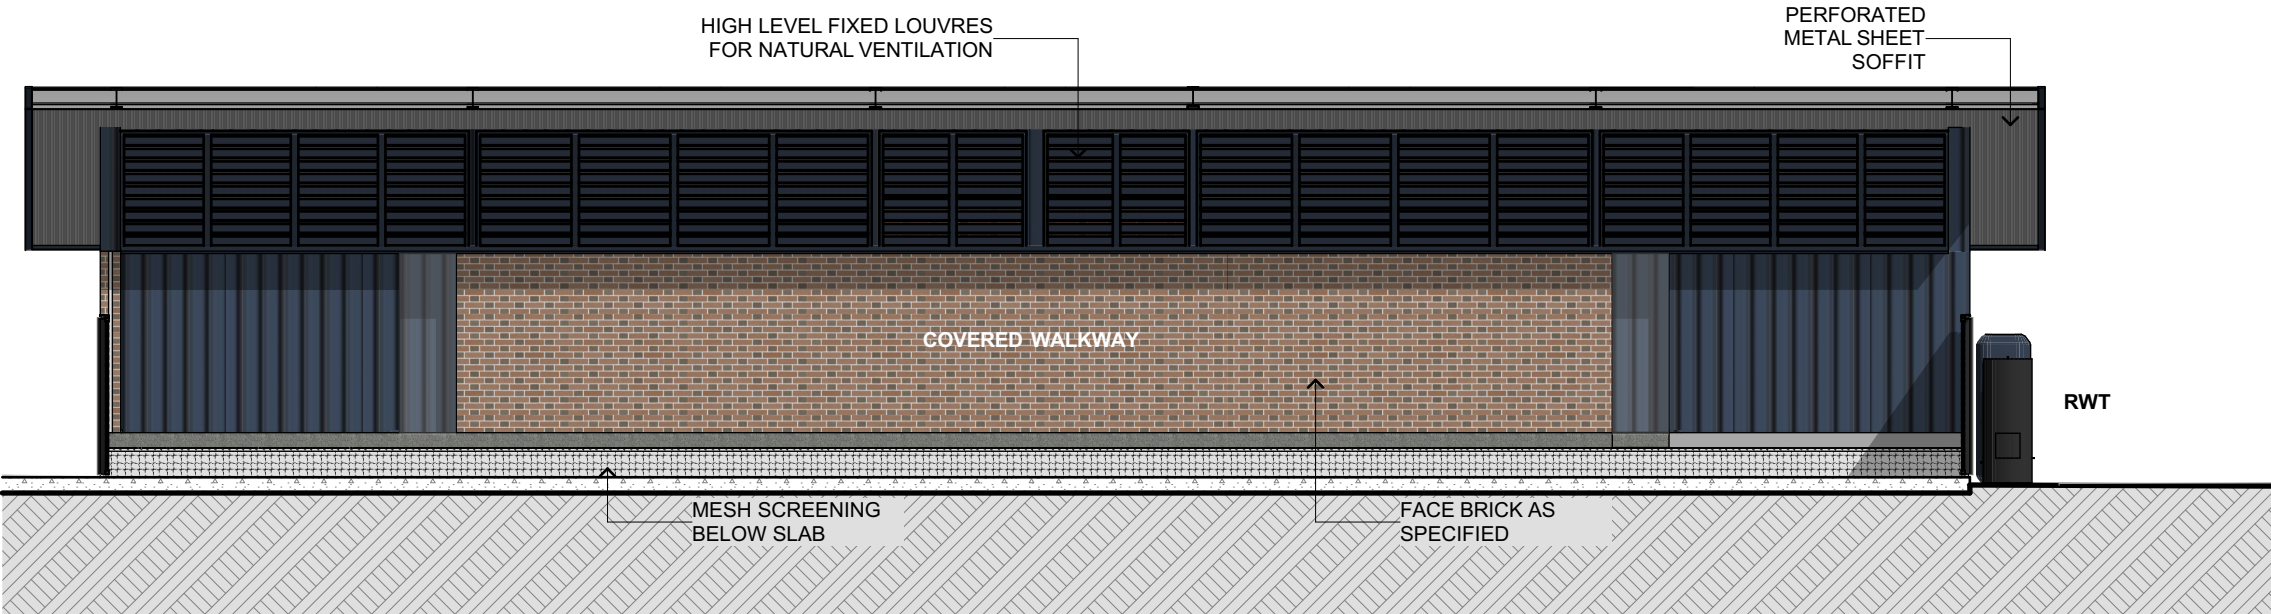 HIGH LEVEL FIXED LOUVRES
FOR NATURAL VENTILATION
PERFORATED
METAL SHEET
SOFFIT
COVERED WALKWAY
RWT
MESH SCREENING
BELOW SLAB
FACE BRICK AS
SPECIFIED